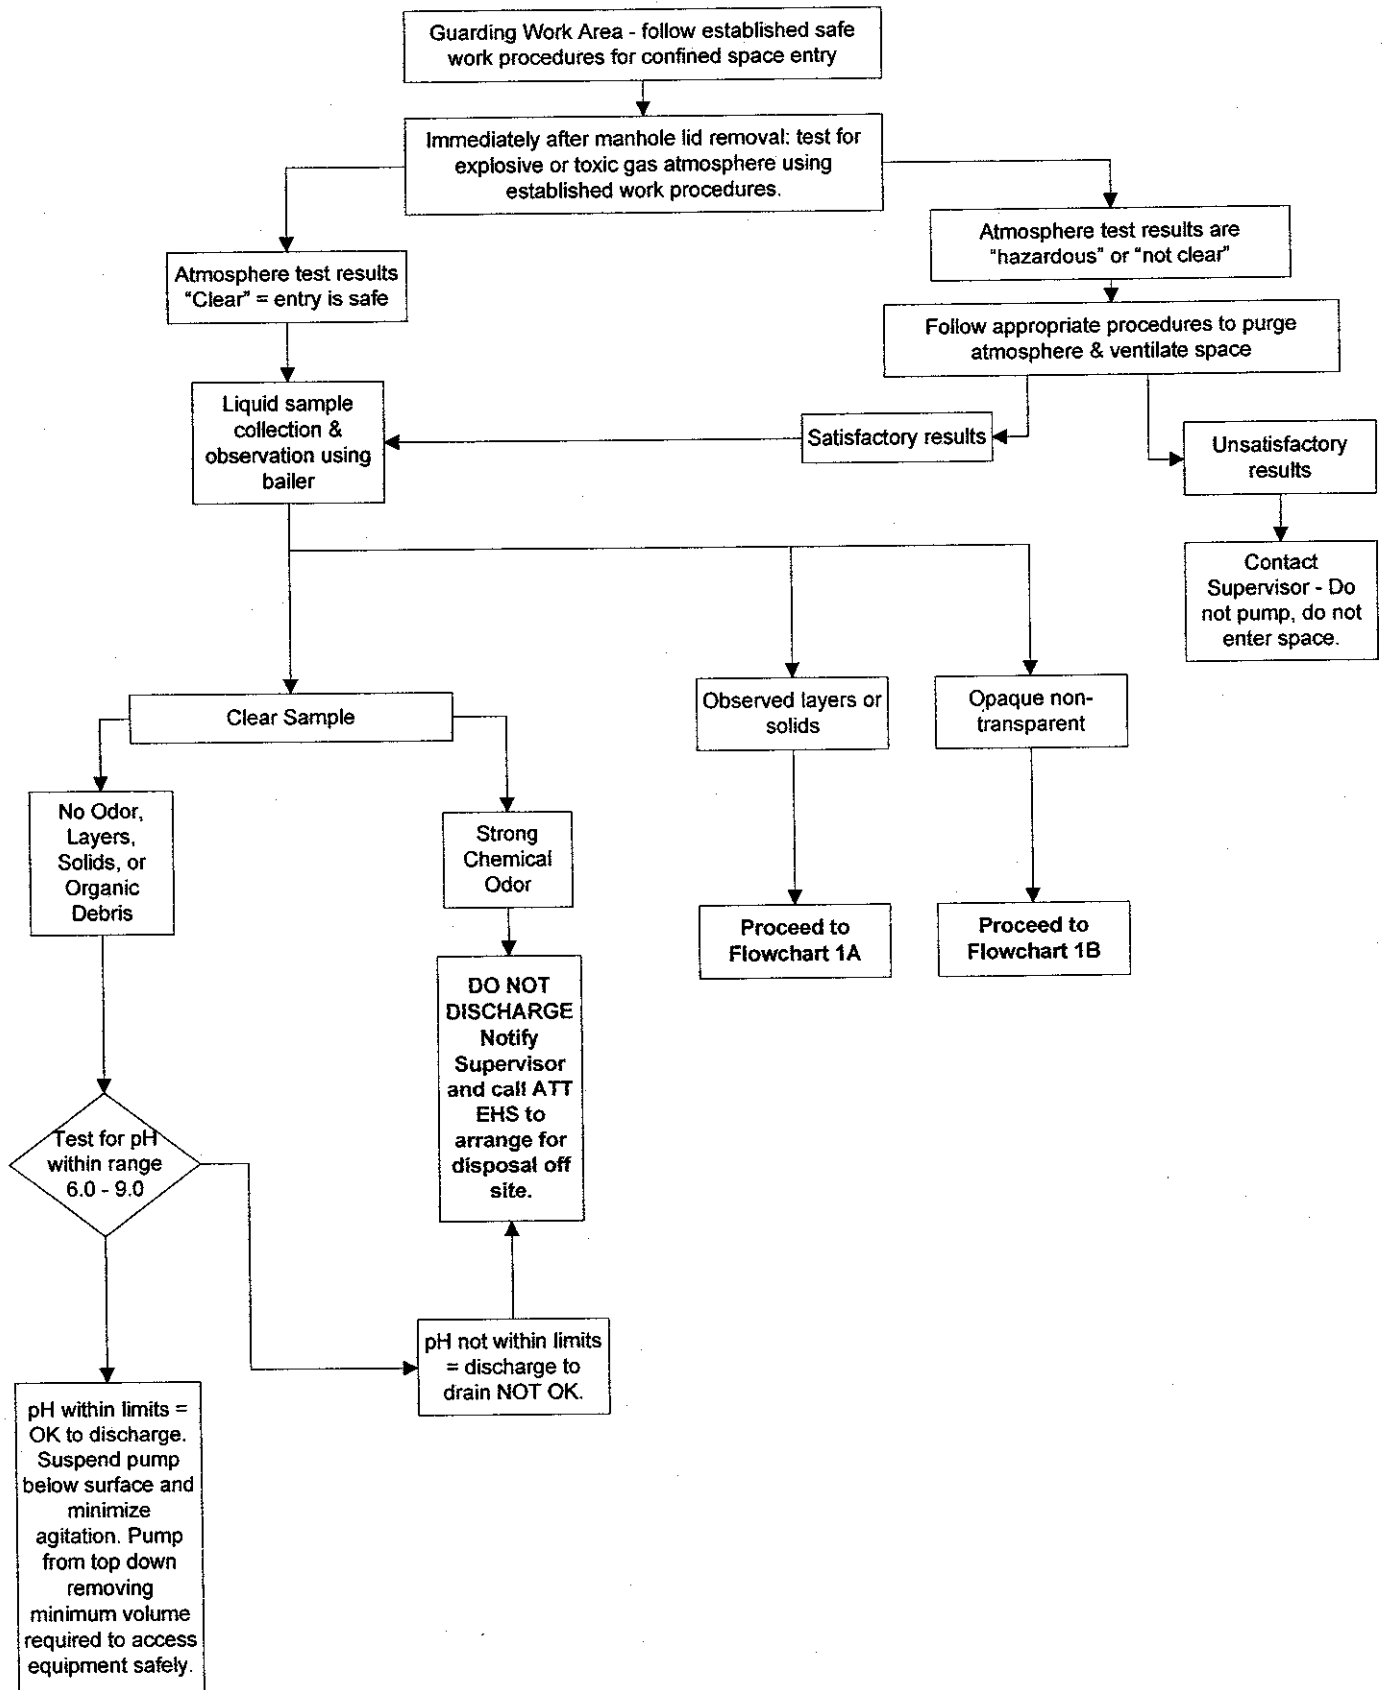 Guarding Work Area - follow established safe
work procedures for confined space entry
Immediately after manhole lid removal: test for
explosive or toxic gas atmosphere using
established work procedures.
Atmosphere test results
"Clear" = entry is safe
Atmosphere test results are
"hazardous" or "not clear"
Follow appropriate procedures to purge
atmosphere & ventilate space
Liquid sample
collection &
observation using
bailer
Satisfactory results
Unsatisfactory
results
Contact
Supervisor - Do
not pump, do not
enter space.
Clear Sample
Observed layers or
solids
Opaque non-
transparent
No Odor,
Layers,
Solids, or
Organic
Debris
Strong
Chemical
Odor
Proceed to
Flowchart 1A
Proceed to
Flowchart 1B
DO NOT
DISCHARGE
Notify
Supervisor
and call ATT
EHS to
arrange for
disposal off
site.
Test for pH
within range
6.0 - 9.0
pH not within limits
= discharge to
drain NOT OK.
pH within limits =
OK to discharge.
Suspend pump
below surface and
minimize
agitation. Pump
from top down
removing
minimum volume
required to access
equipment safely.